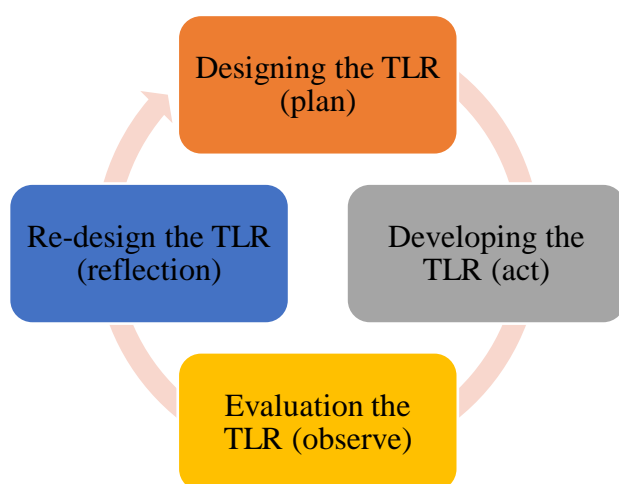 Designing the TLR
(plan)
Developing the
TLR (act)
Evaluation the
TLR (observe)
Re-design the TLR
(reflection)